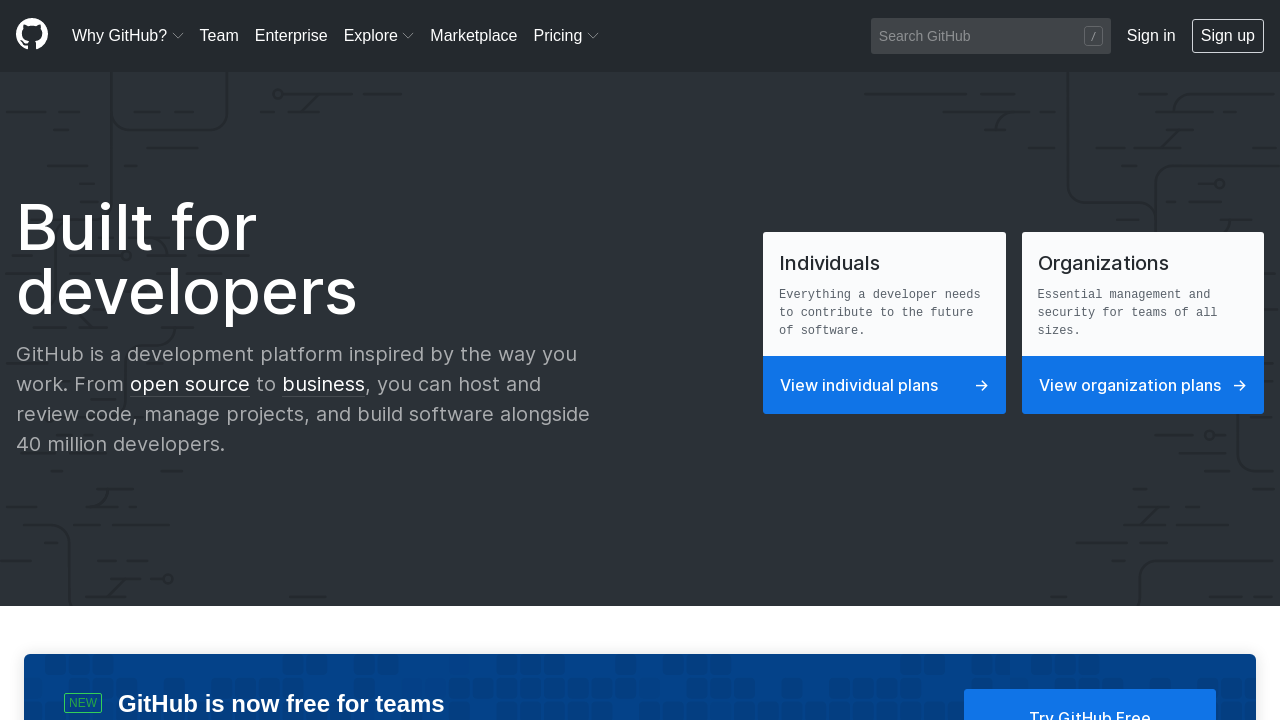 Why GitHub? Team Enterprise Explore Marketplace Pricing Search GitHub / Sign in Sign up
Built for
developers
GitHub is a development platform inspired by the way you
work. From open source to business, you can host and
review code, manage projects, and build software alongside
40 million developers.
Individuals
Everything a developer needs
to contribute to the future
of software.
View individual plans →
Organizations
Essential management and
security for teams of all
sizes.
View organization plans →
NEW GitHub is now free for teams
Try GitHub Free